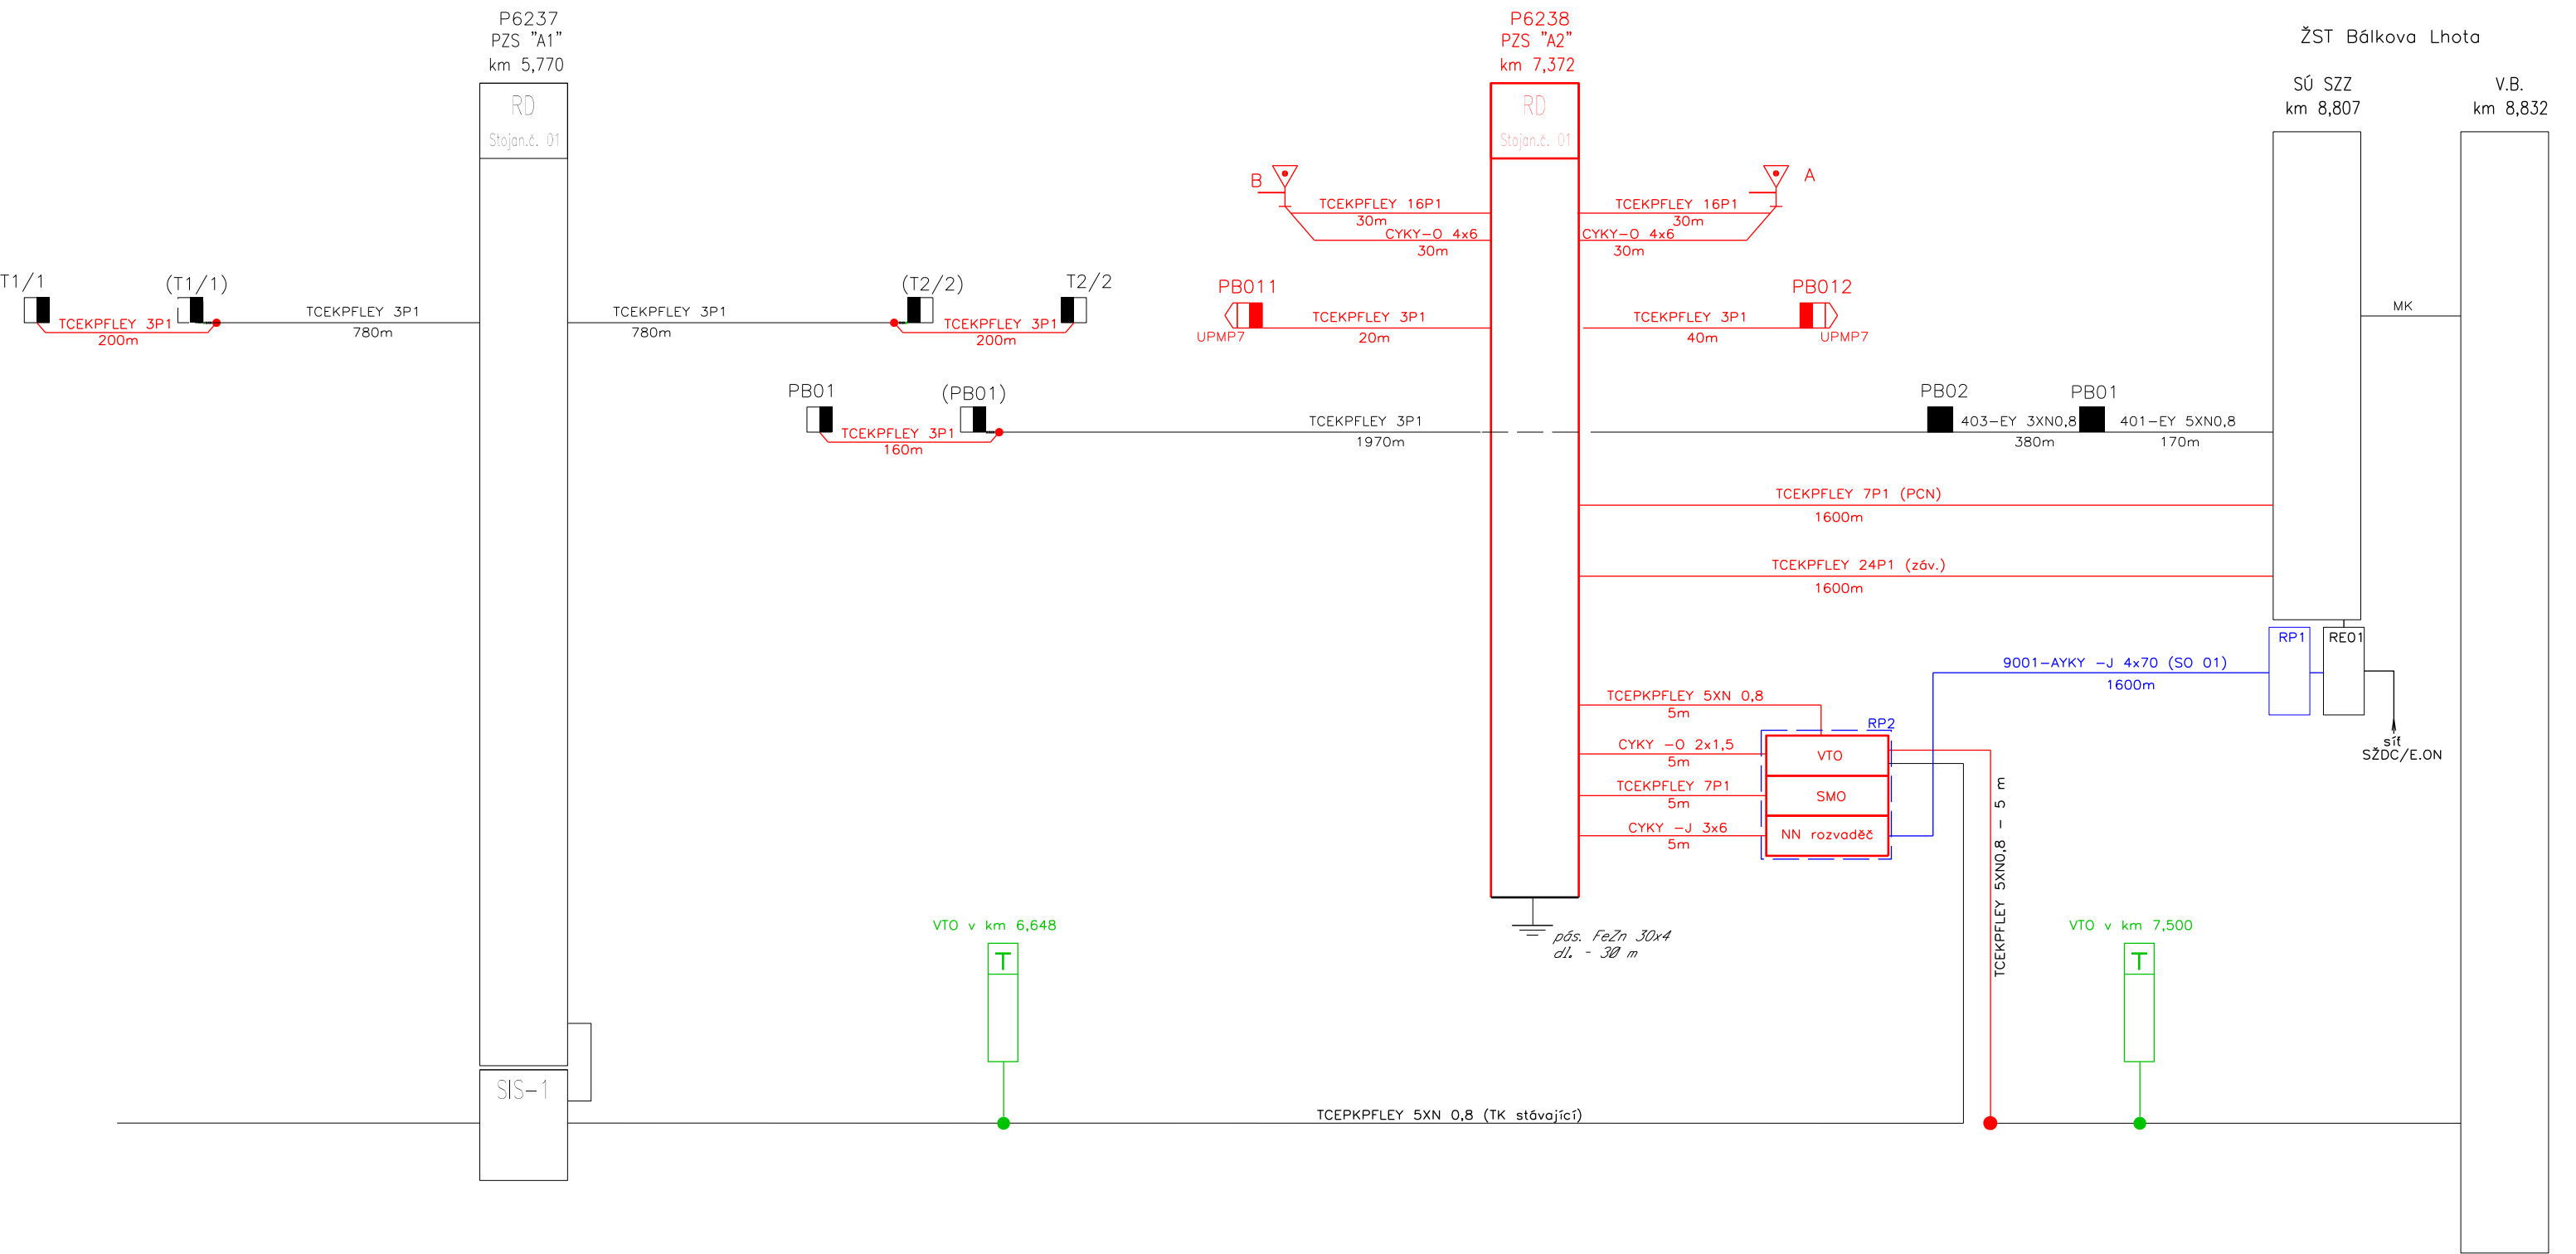 P6237
PZS "A1"
km 5,770
RD
Stojan.č. 01
P6238
PZS "A2"
km 7,372
RD
Stojan.č. 01
ŽST Bálkova Lhota
SÚ SZZ
km 8,807
V.B.
km 8,832
B
TCEKPFLEY 16P1
30m
CYKY-O 4x6
30m
A
TCEKPFLEY 16P1
30m
CYKY-O 4x6
30m
T1/1
(T1/1)
TCEKPFLEY 3P1
200m
TCEKPFLEY 3P1
780m
TCEKPFLEY 3P1
780m
(T2/2)
T2/2
TCEKPFLEY 3P1
200m
PB011
UPMP7
TCEKPFLEY 3P1
20m
TCEKPFLEY 3P1
40m
PB012
UPMP7
MK
PB01
(PB01)
TCEKPFLEY 3P1
160m
TCEKPFLEY 3P1
1970m
PB02
403-EY 3XN0,8
380m
PB01
401-EY 5XN0,8
170m
TCEKPFLEY 7P1 (PCN)
1600m
TCEKPFLEY 24P1 (záv.)
1600m
RP1
RE01
9001-AYKY -J 4x70 (SO 01)
1600m
síť
SŽDC/E.ON
TCEPKPFLEY 5XN 0,8
5m
RP2
CYKY -O 2x1,5
5m
VTO
TCEKPFLEY 7P1
5m
SMO
CYKY -J 3x6
5m
NN rozvaděč
TCEKPFLEY 5XN0,8 - 5 m
pás. FeZn 30x4
dl. - 30 m
VTO v km 6,648
T
VTO v km 7,500
T
SIS-1
TCEPKPFLEY 5XN 0,8 (TK stávající)